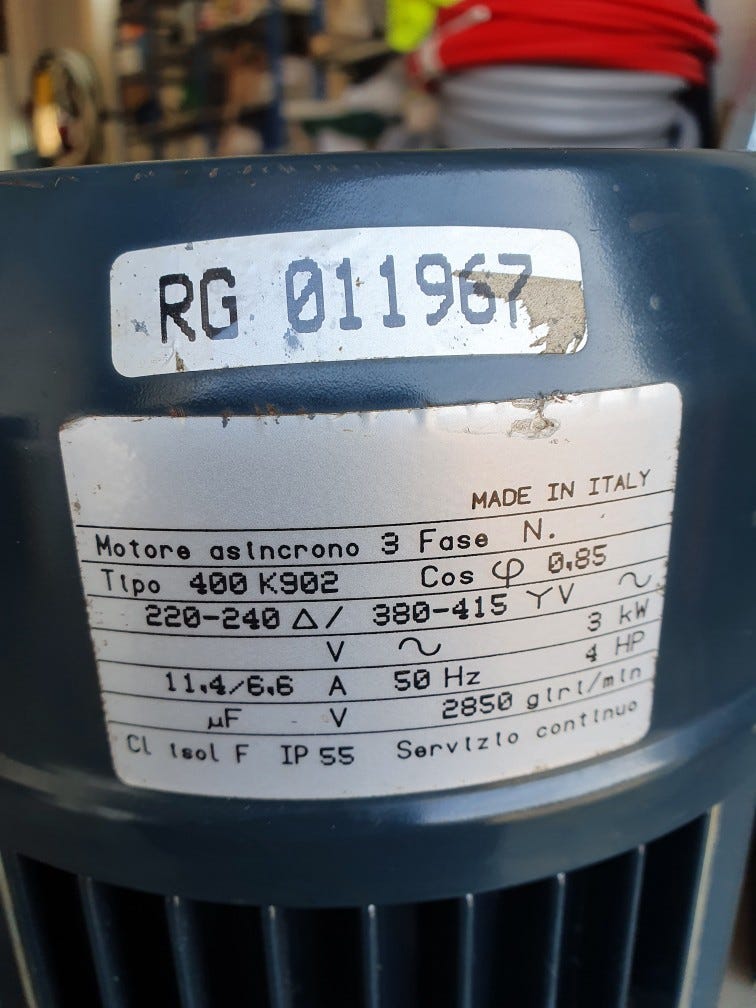 RG 011967
MADE IN ITALY
Motore asincrono 3 Fase N.
Tipo 400 K902 Cos φ 0,85
220-240 △/ 380-415 Y V ~
V ~ 3 kW
4 HP
11,4/6,6 A 50 Hz
µF V 2850 giri/min
Cl isol F IP 55 Servizio continuo